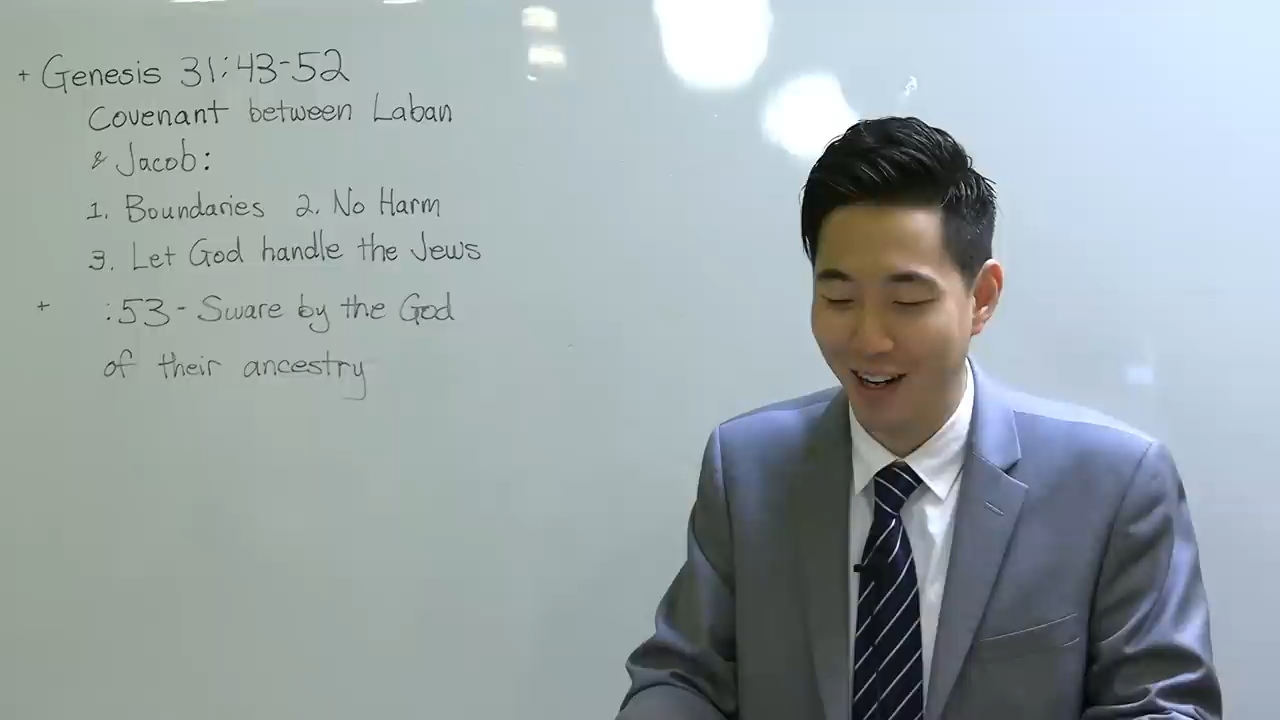 + Genesis 31:43-52
Covenant between Laban
& Jacob:
1. Boundaries 2. No Harm
3. Let God handle the Jews
+ :53 - Sware by the God
of their ancestry